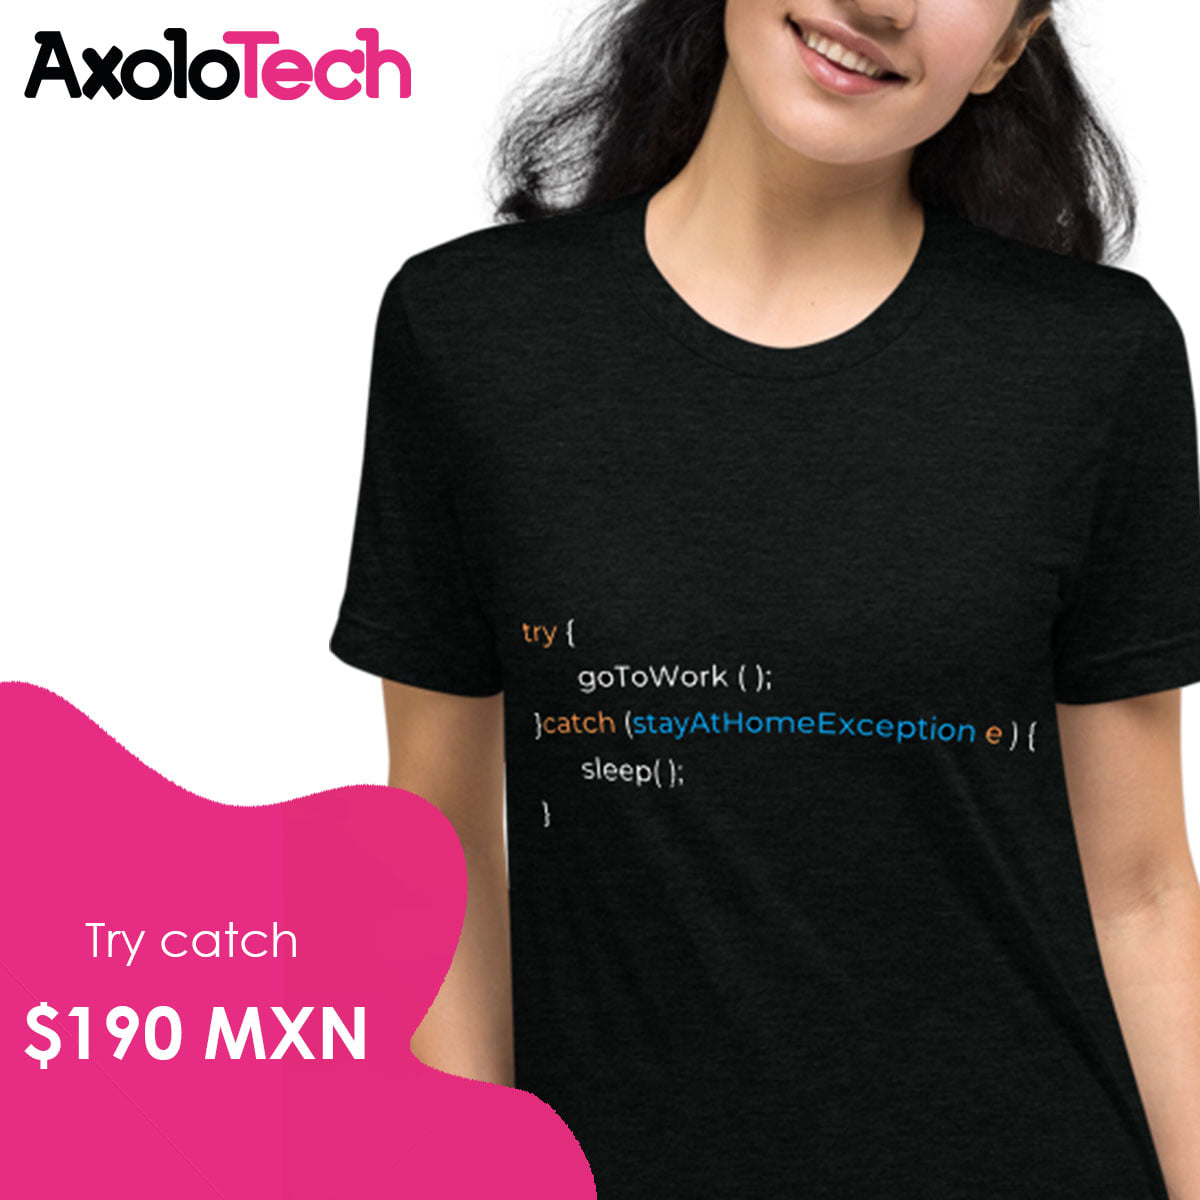 AxoloTech
try {
goToWork ( );
}catch (stayAtHomeException e ) {
sleep( );
}
Try catch
$190 MXN